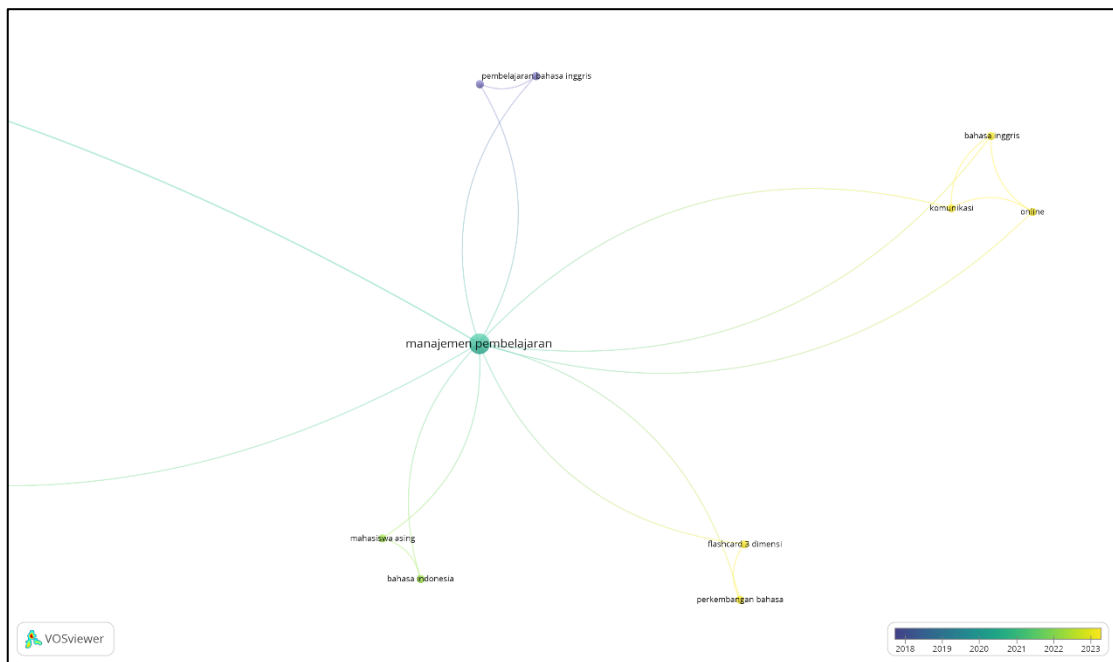 pembelajaran bahasa inggris
bahasa inggris
komunikasi
online
manajemen pembelajaran
mahasiswa asing
flashcard 3 dimensi
bahasa indonesia
perkembangan bahasa
VOSviewer
2018 2019 2020 2021 2022 2023